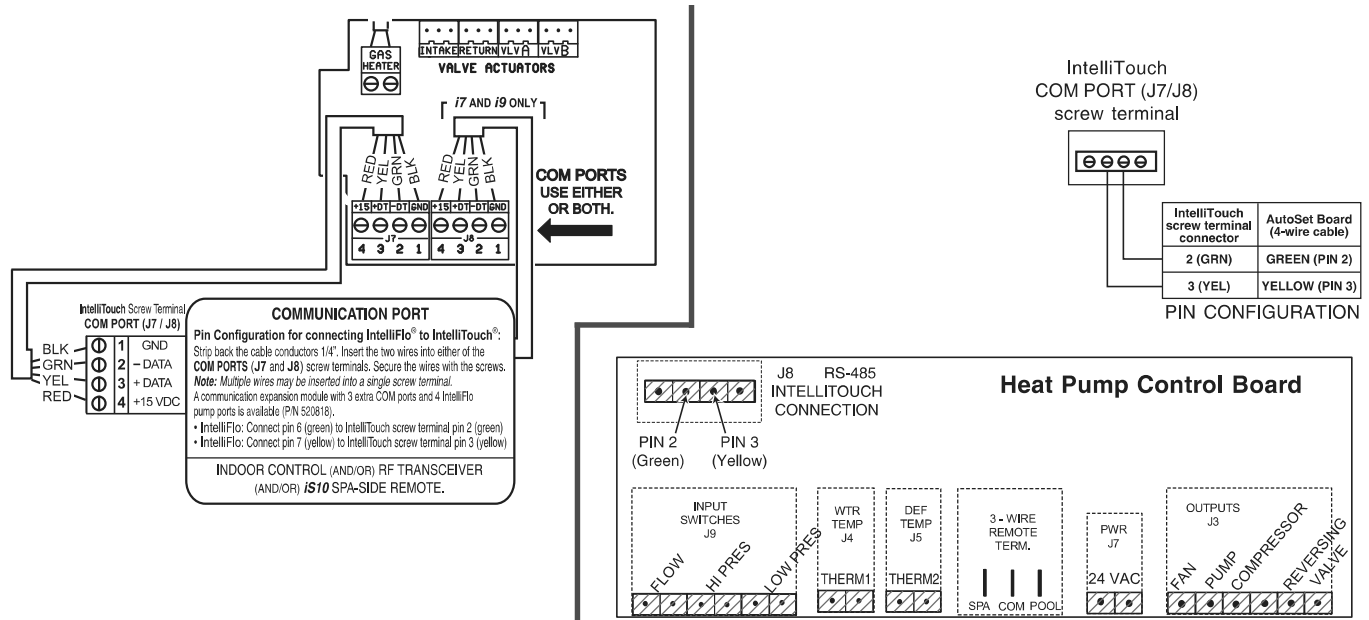 GAS
HEATER
INTAKE RETURN VLVA VLVB
VALVE ACTUATORS
i7 AND i9 ONLY
RED YEL GRN BLK
RED YEL GRN BLK
+15 +DT -DT GND +15 +DT -DT GND
J7 J8
4 3 2 1 4 3 2 1
COM PORTS
USE EITHER
OR BOTH.
IntelliTouch Screw Terminal
COM PORT (J7 / J8)
BLK 1 GND
GRN 2 – DATA
YEL 3 + DATA
RED 4 +15 VDC
COMMUNICATION PORT
Pin Configuration for connecting IntelliFlo® to IntelliTouch®:
Strip back the cable conductors 1/4". Insert the two wires into either of the
COM PORTS (J7 and J8) screw terminals. Secure the wires with the screws.
Note: Multiple wires may be inserted into a single screw terminal.
A communication expansion module with 3 extra COM ports and 4 IntelliFlo
pump ports is available (P/N 520818).
• IntelliFlo: Connect pin 6 (green) to IntelliTouch screw terminal pin 2 (green)
• IntelliFlo: Connect pin 7 (yellow) to IntelliTouch screw terminal pin 3 (yellow)
INDOOR CONTROL (AND/OR) RF TRANSCEIVER
(AND/OR) iS10 SPA-SIDE REMOTE.
IntelliTouch
COM PORT (J7/J8)
screw terminal
IntelliTouch
screw terminal
connector
AutoSet Board
(4-wire cable)
2 (GRN) GREEN (PIN 2)
3 (YEL) YELLOW (PIN 3)
PIN CONFIGURATION
J8 RS-485
INTELLITOUCH
CONNECTION
Heat Pump Control Board
PIN 2
(Green)
PIN 3
(Yellow)
INPUT
SWITCHES
J9
FLOW
HI PRES
LOW PRES
WTR
TEMP
J4
THERM1
DEF
TEMP
J5
THERM2
3 - WIRE
REMOTE
TERM.
SPA COM POOL
PWR
J7
24 VAC
OUTPUTS
J3
FAN
PUMP
COMPRESSOR
REVERSING
VALVE